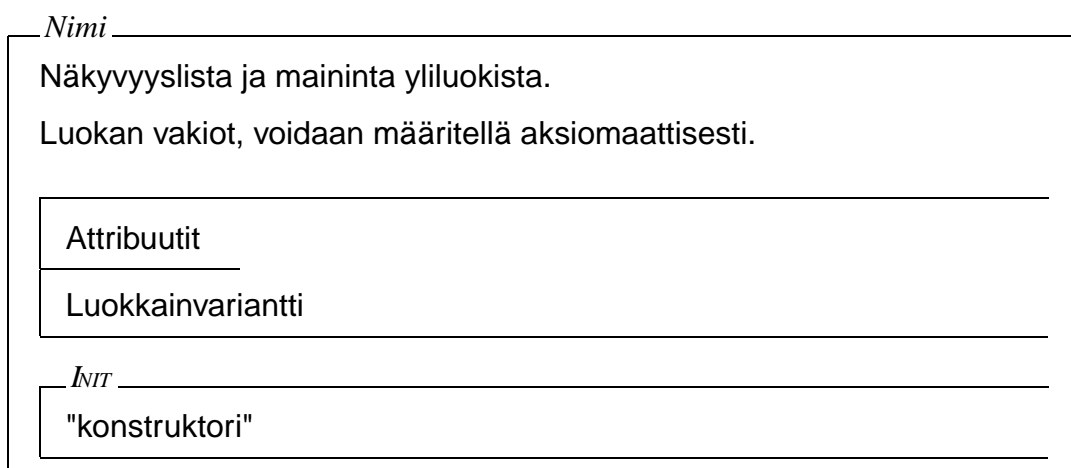 Nimi
Näkyvyyslista ja maininta yliluokista.
Luokan vakiot, voidaan määritellä aksiomaattisesti.
Attribuutit
Luokkainvariantti
INIT
"konstruktori"